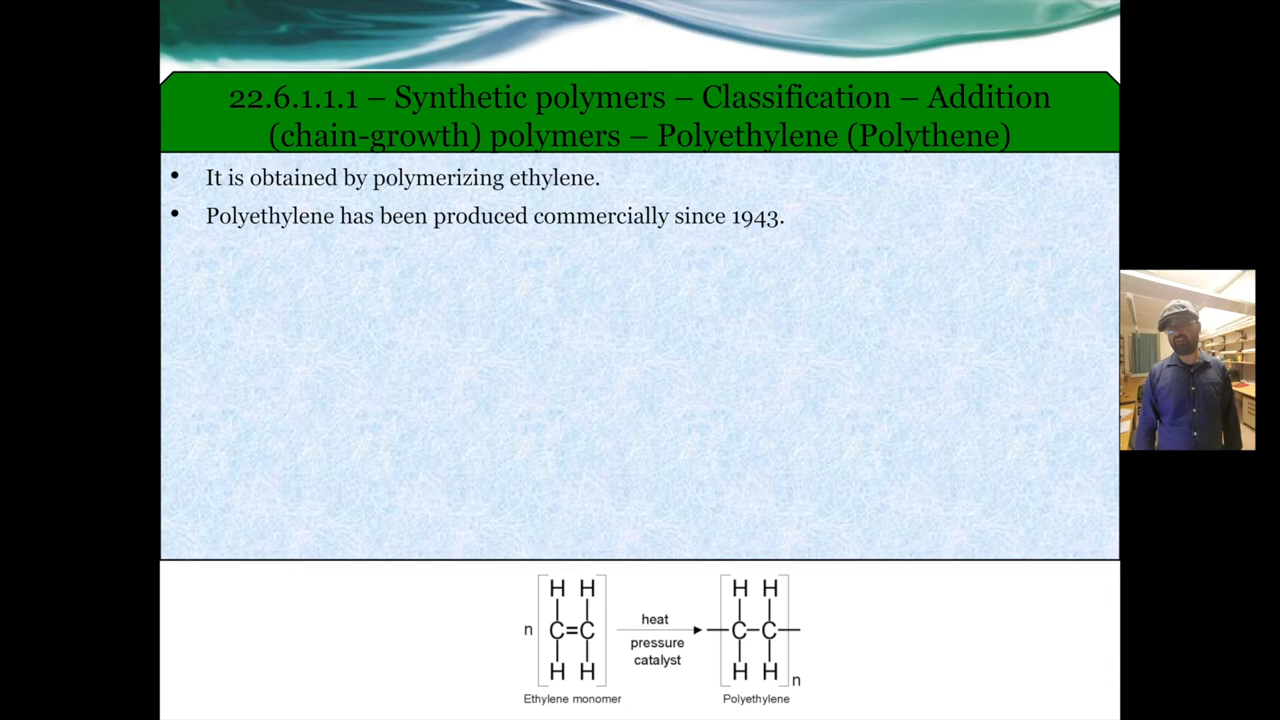 22.6.1.1.1 – Synthetic polymers – Classification – Addition
(chain-growth) polymers – Polyethylene (Polythene)
• It is obtained by polymerizing ethylene.
• Polyethylene has been produced commercially since 1943.
H H H H
heat
n C=C C–C
pressure
catalyst
H H H H
n
Ethylene monomer Polyethylene